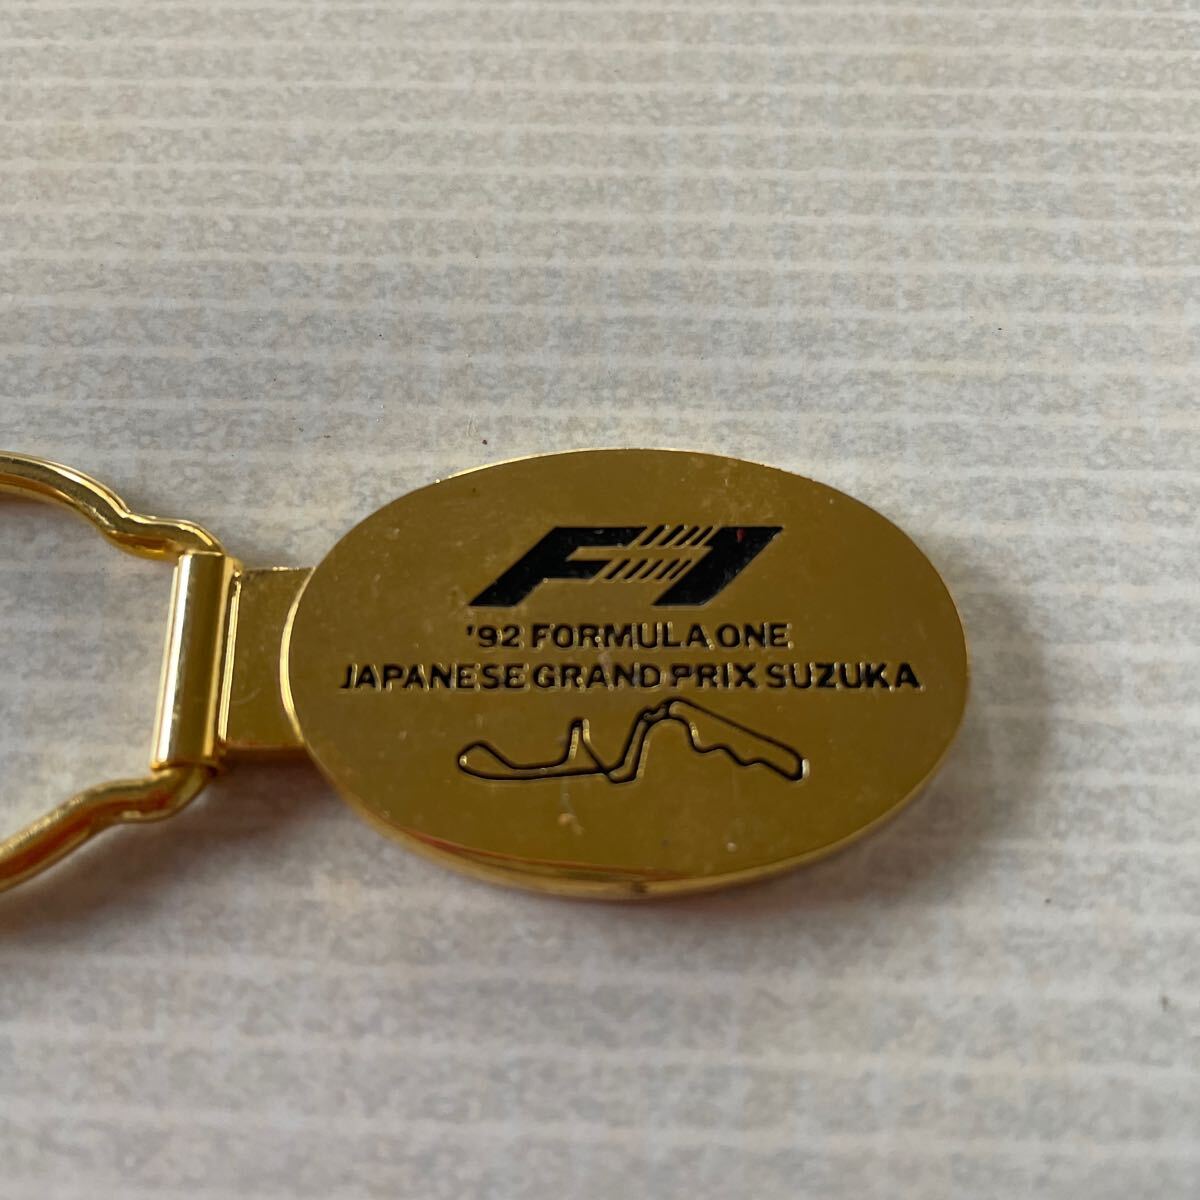 F1
'92 FORMULA ONE
JAPANESE GRAND PRIX SUZUKA